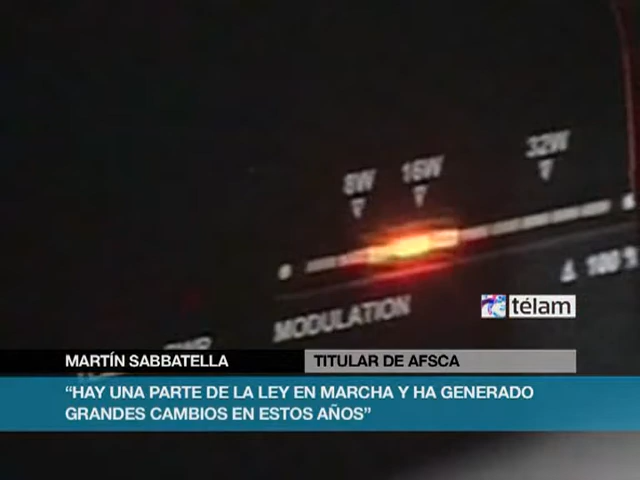 8W 16W 32W
100 %
MODULATION
télam
MARTÍN SABBATELLA TITULAR DE AFSCA
“HAY UNA PARTE DE LA LEY EN MARCHA Y HA GENERADO
GRANDES CAMBIOS EN ESTOS AÑOS”